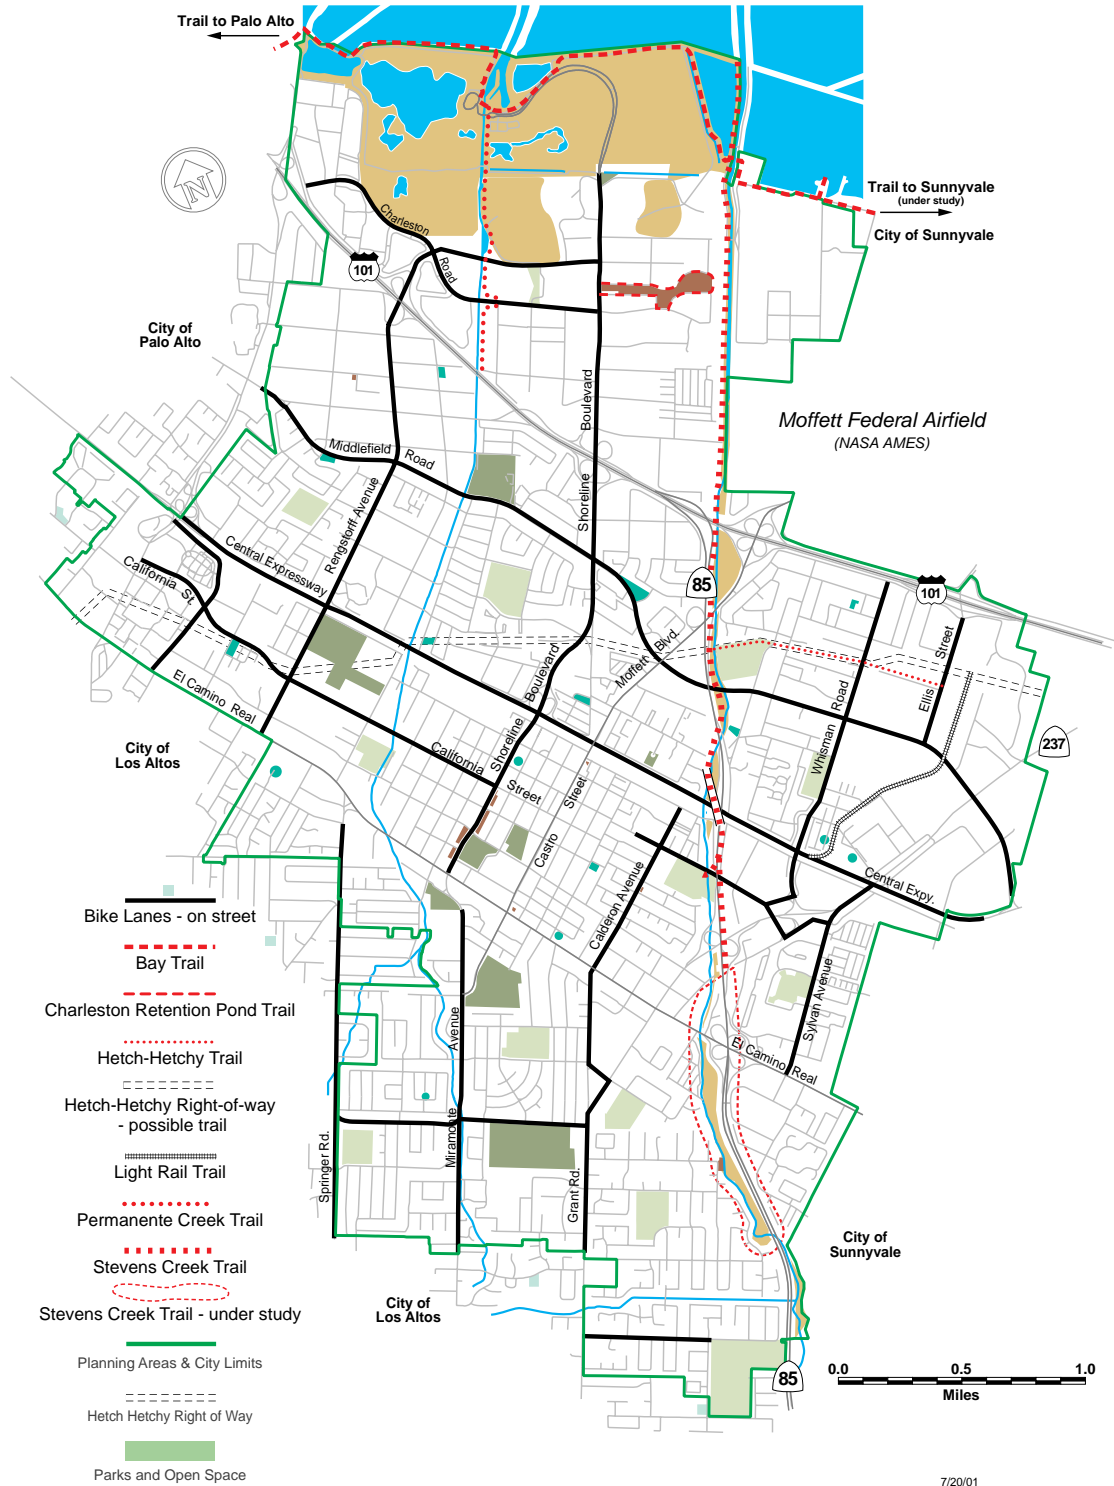 Trail to Palo Alto
N
Trail to Sunnyvale
(under study)
City of Sunnyvale
Charleston
Road
101
City of
Palo Alto
Boulevard
Moffett Federal Airfield
(NASA AMES)
Middlefield
Road
Shoreline
Rengstorff Avenue
Central Expressway
California St.
85
101
Street
Moffett Blvd.
Boulevard
El Camino Real
Road
Ellis
Shoreline
237
City of
Los Altos
California
Whisman
Street
Street
Castro
Calderon Avenue
Central Expy.
Bike Lanes - on street
Bay Trail
Sylvan Avenue
Charleston Retention Pond Trail
Avenue
Hetch-Hetchy Trail
El Camino Real
Hetch-Hetchy Right-of-way
- possible trail
Miramonte
Springer Rd.
Light Rail Trail
Grant Rd.
Permanente Creek Trail
City of
Sunnyvale
Stevens Creek Trail
Stevens Creek Trail - under study
City of
Los Altos
Planning Areas & City Limits
85
0.0 0.5 1.0
Miles
Hetch Hetchy Right of Way
Parks and Open Space
7/20/01